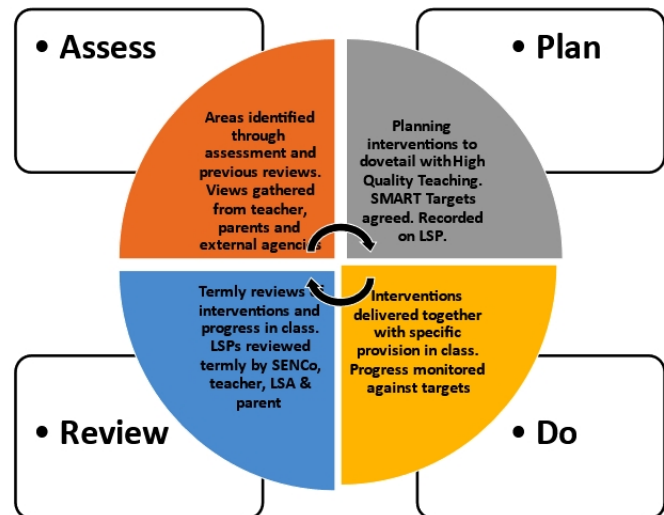 • Assess
• Plan
Areas identified
through
assessment and
previous reviews.
Views gathered
from teacher,
parents and
external agencies
Planning
interventions to
dovetail with High
Quality Teaching.
SMART Targets
agreed. Recorded
on LSP.
Termly reviews of
interventions and
progress in class.
LSPs reviewed
termly by SENCo,
teacher, LSA &
parent
Interventions
delivered together
with specific
provision in class.
Progress monitored
against targets
• Review
• Do